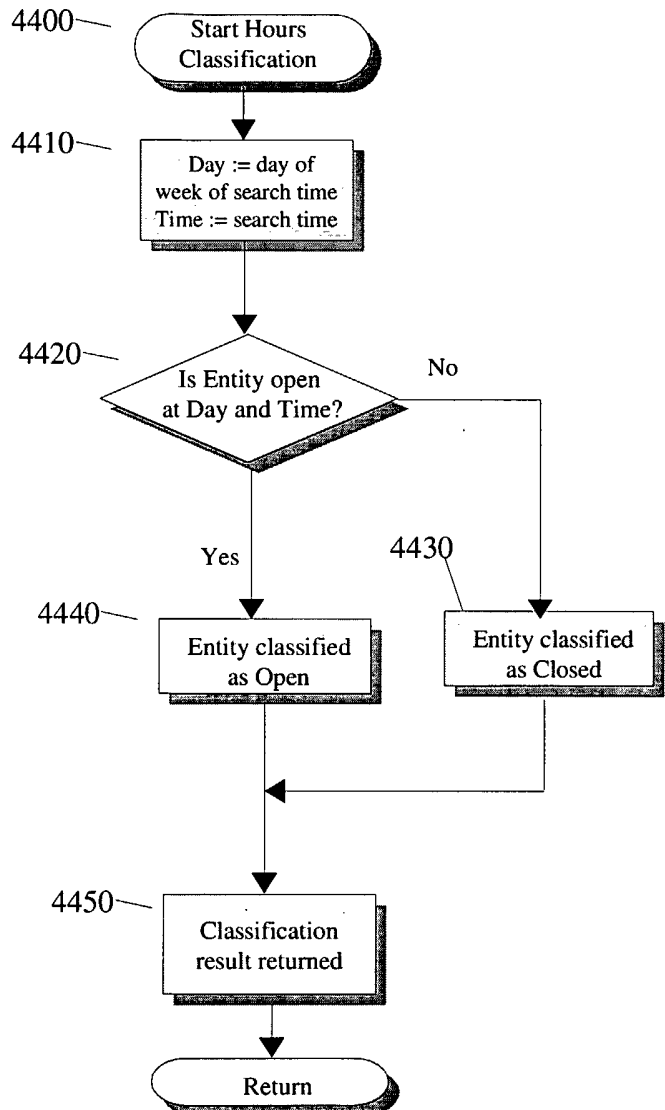 4400
Start Hours
Classification
4410
Day := day of
week of search time
Time := search time
4420
Is Entity open
at Day and Time?
No
Yes
4430
4440
Entity classified
as Open
Entity classified
as Closed
4450
Classification
result returned
Return